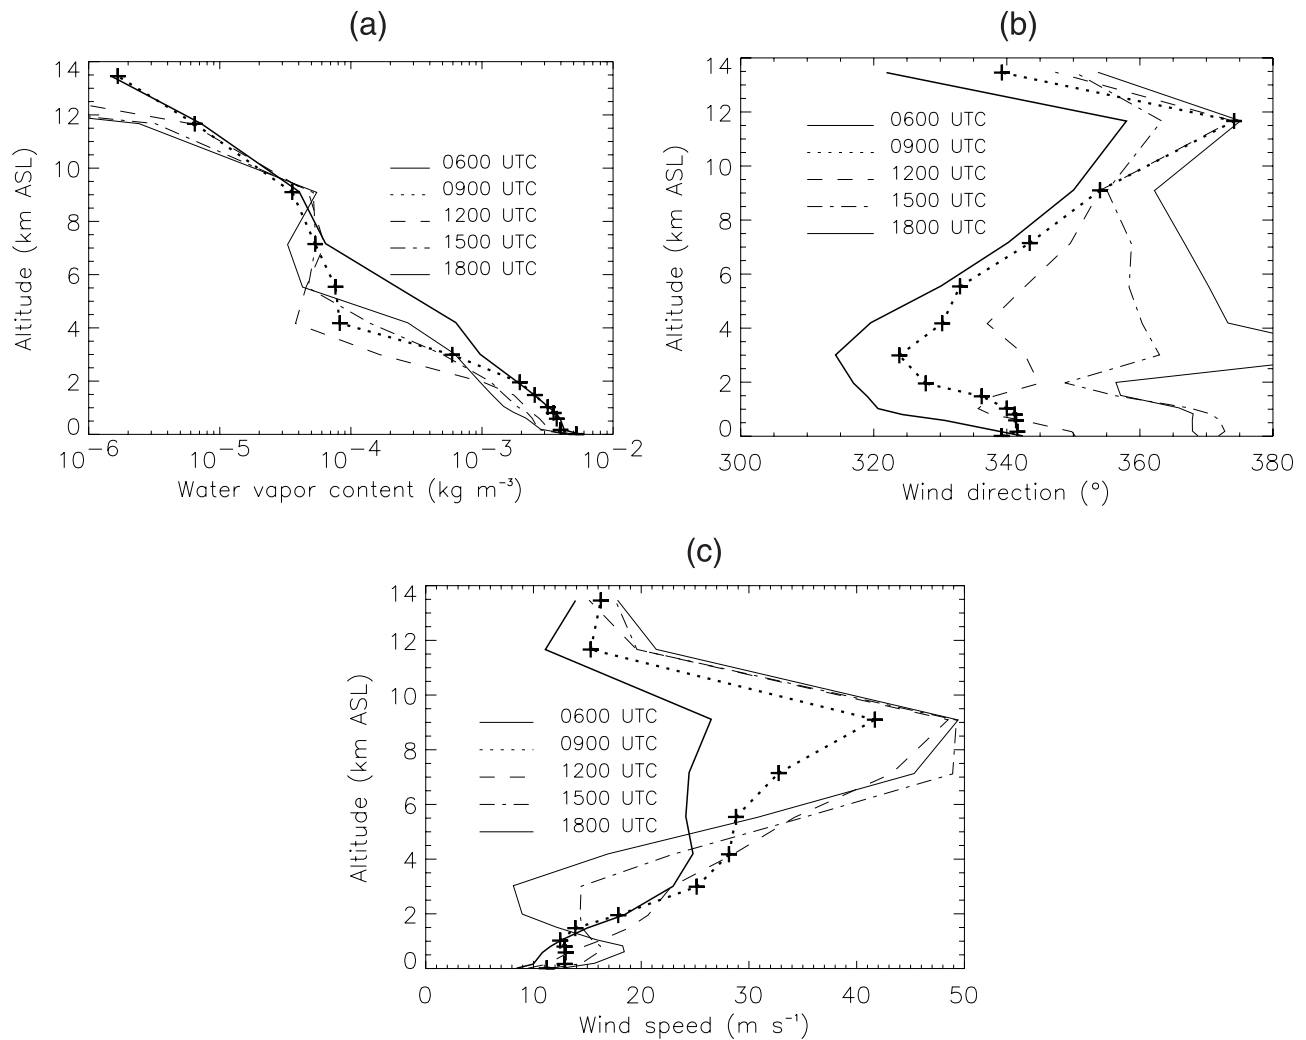 (a)
14
12
10
8
6
4
2
0
Altitude (km ASL)
0600 UTC
0900 UTC
1200 UTC
1500 UTC
1800 UTC
10⁻⁶ 10⁻⁵ 10⁻⁴ 10⁻³ 10⁻²
Water vapor content (kg m⁻³)
(b)
14
12
10
8
6
4
2
0
Altitude (km ASL)
0600 UTC
0900 UTC
1200 UTC
1500 UTC
1800 UTC
300 320 340 360 380
Wind direction (°)
(c)
14
12
10
8
6
4
2
0
Altitude (km ASL)
0600 UTC
0900 UTC
1200 UTC
1500 UTC
1800 UTC
0 10 20 30 40 50
Wind speed (m s⁻¹)